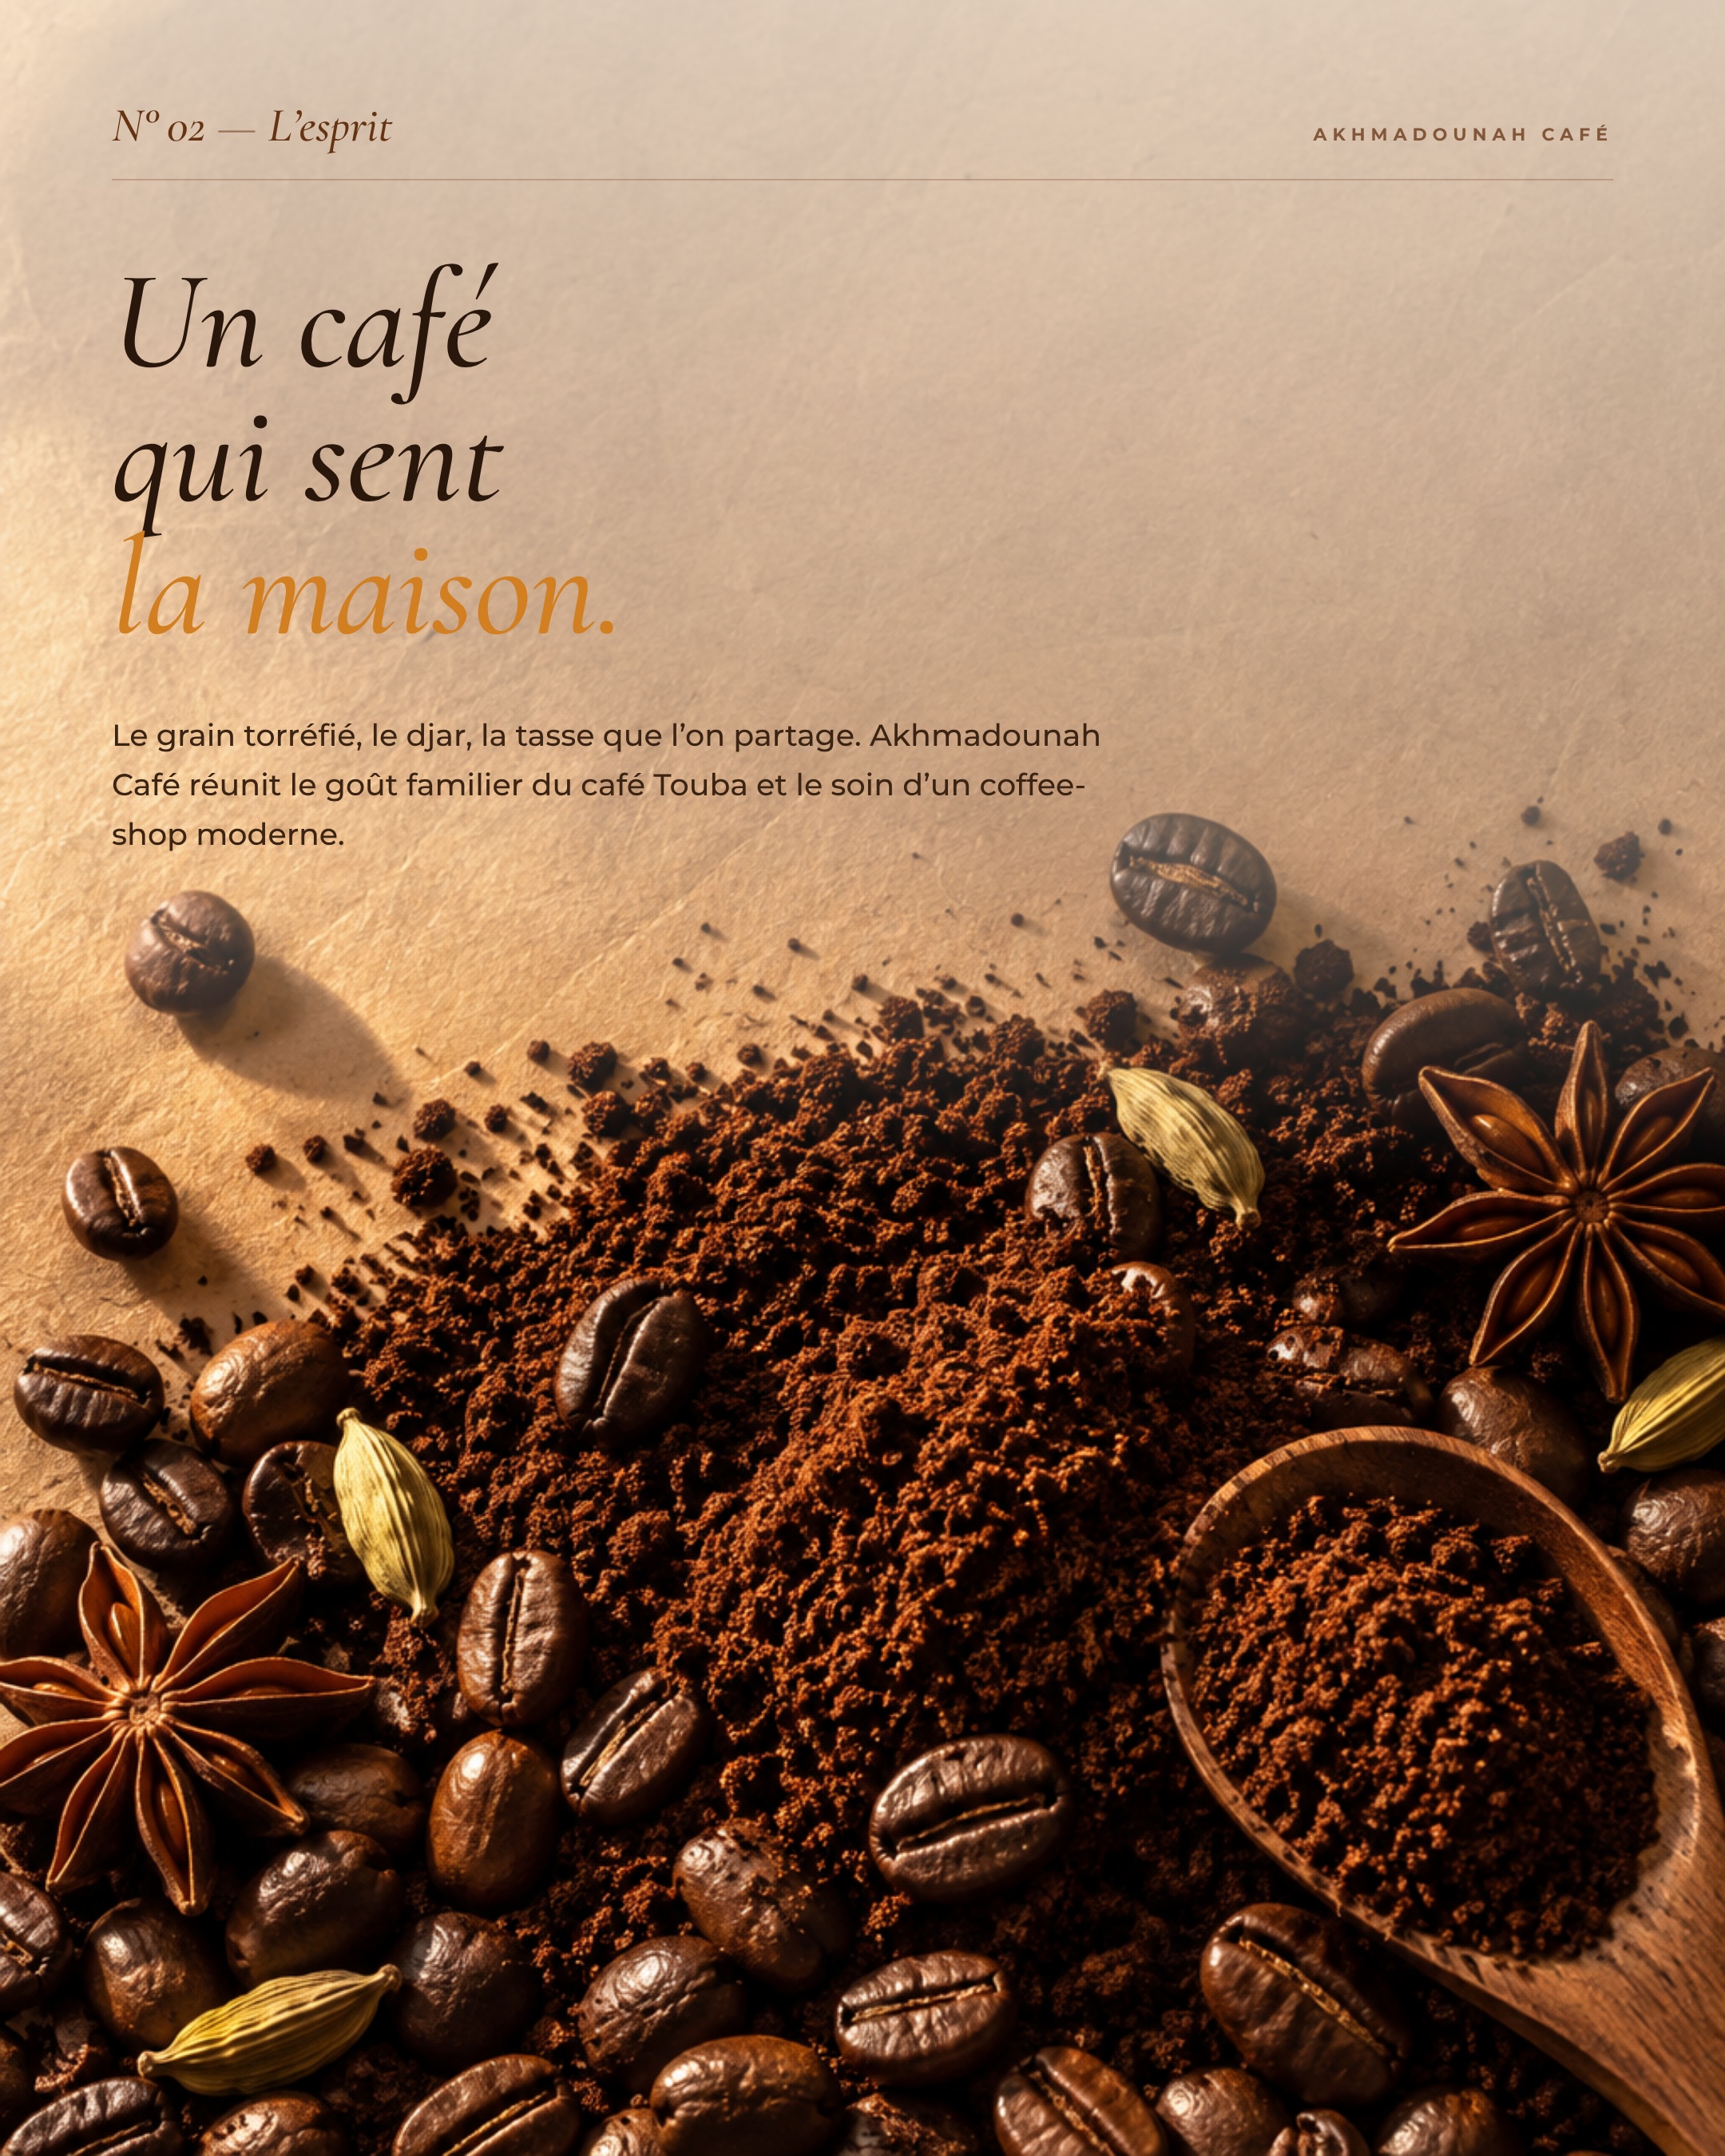 Nº 02 — L’esprit
AKHMADOUNAH CAFÉ
Un café
qui sent
la maison.
Le grain torréfié, le djar, la tasse que l’on partage. Akhmadounah
Café réunit le goût familier du café Touba et le soin d’un coffee-
shop moderne.